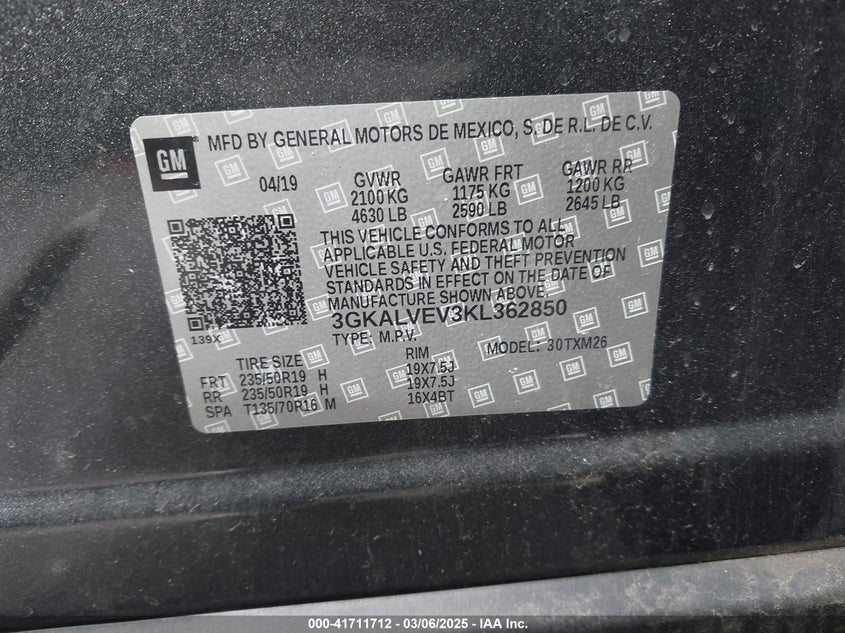 GM
MFD BY GENERAL MOTORS DE MEXICO, S. DE R.L. DE C.V.
04/19 GVWR GAWR FRT GAWR RR
2100 KG 1175 KG 1200 KG
4630 LB 2590 LB 2645 LB
THIS VEHICLE CONFORMS TO ALL
APPLICABLE U.S. FEDERAL MOTOR
VEHICLE SAFETY AND THEFT PREVENTION
STANDARDS IN EFFECT ON THE DATE OF
MANUFACTURE SHOWN ABOVE.
3GKALVEV3KL362850
139X
TYPE: M.P.V. MODEL: 30TXM26
TIRE SIZE RIM
FRT 235/50R19 H 19X7.5J
RR 235/50R19 H 19X7.5J
SPA T135/70R16 M 16X4BT
000-41711712 - 03/06/2025 - IAA Inc.